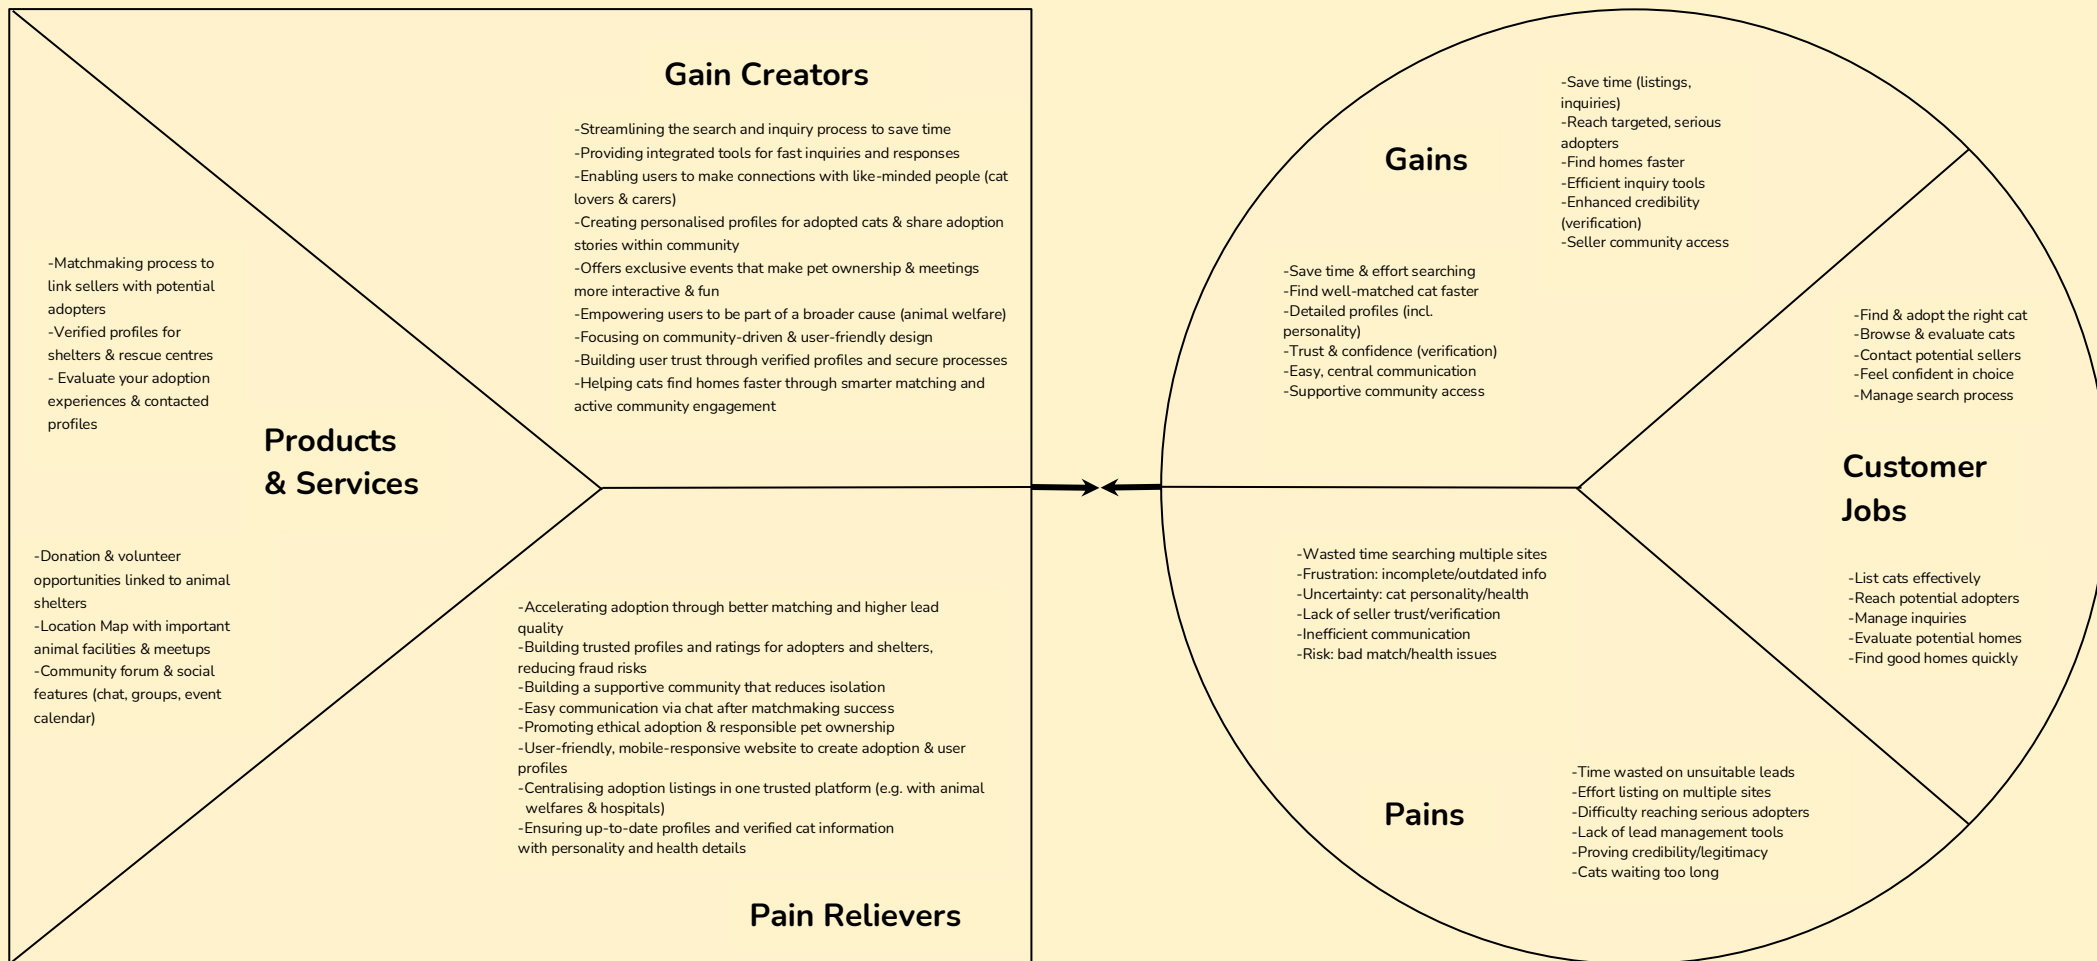 Gain Creators
-Streamlining the search and inquiry process to save time
-Providing integrated tools for fast inquiries and responses
-Enabling users to make connections with like-minded people (cat
lovers & carers)
-Creating personalised profiles for adopted cats & share adoption
stories within community
-Offers exclusive events that make pet ownership & meetings
more interactive & fun
-Empowering users to be part of a broader cause (animal welfare)
-Focusing on community-driven & user-friendly design
-Building user trust through verified profiles and secure processes
-Helping cats find homes faster through smarter matching and
active community engagement
-Matchmaking process to
link sellers with potential
adopters
-Verified profiles for
shelters & rescue centres
- Evaluate your adoption
experiences & contacted
profiles
Products
& Services
-Donation & volunteer
opportunities linked to animal
shelters
-Location Map with important
animal facilities & meetups
-Community forum & social
features (chat, groups, event
calendar)
-Accelerating adoption through better matching and higher lead
quality
-Building trusted profiles and ratings for adopters and shelters,
reducing fraud risks
-Building a supportive community that reduces isolation
-Easy communication via chat after matchmaking success
-Promoting ethical adoption & responsible pet ownership
-User-friendly, mobile-responsive website to create adoption & user
profiles
-Centralising adoption listings in one trusted platform (e.g. with animal
welfares & hospitals)
-Ensuring up-to-date profiles and verified cat information
with personality and health details
Pain Relievers
Gains
-Save time (listings,
inquiries)
-Reach targeted, serious
adopters
-Find homes faster
-Efficient inquiry tools
-Enhanced credibility
(verification)
-Seller community access
-Save time & effort searching
-Find well-matched cat faster
-Detailed profiles (incl.
personality)
-Trust & confidence (verification)
-Easy, central communication
-Supportive community access
-Find & adopt the right cat
-Browse & evaluate cats
-Contact potential sellers
-Feel confident in choice
-Manage search process
Customer
Jobs
-List cats effectively
-Reach potential adopters
-Manage inquiries
-Evaluate potential homes
-Find good homes quickly
-Wasted time searching multiple sites
-Frustration: incomplete/outdated info
-Uncertainty: cat personality/health
-Lack of seller trust/verification
-Inefficient communication
-Risk: bad match/health issues
Pains
-Time wasted on unsuitable leads
-Effort listing on multiple sites
-Difficulty reaching serious adopters
-Lack of lead management tools
-Proving credibility/legitimacy
-Cats waiting too long